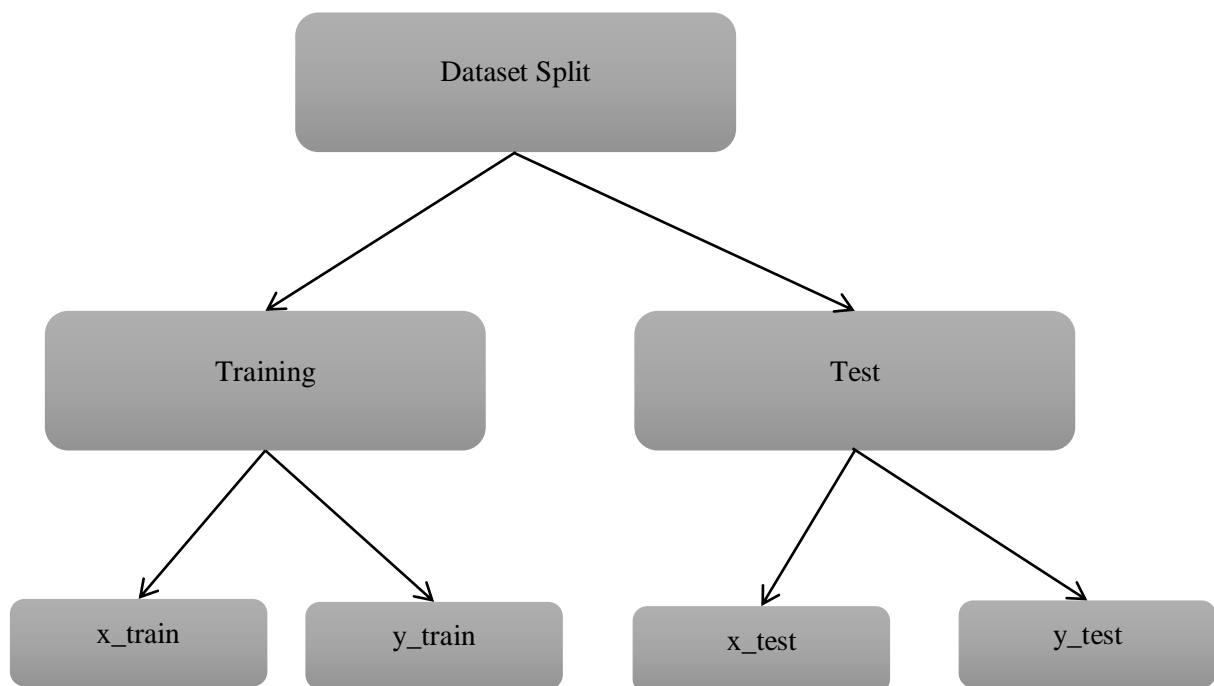 Dataset Split
Training
Test
x_train
y_train
x_test
y_test